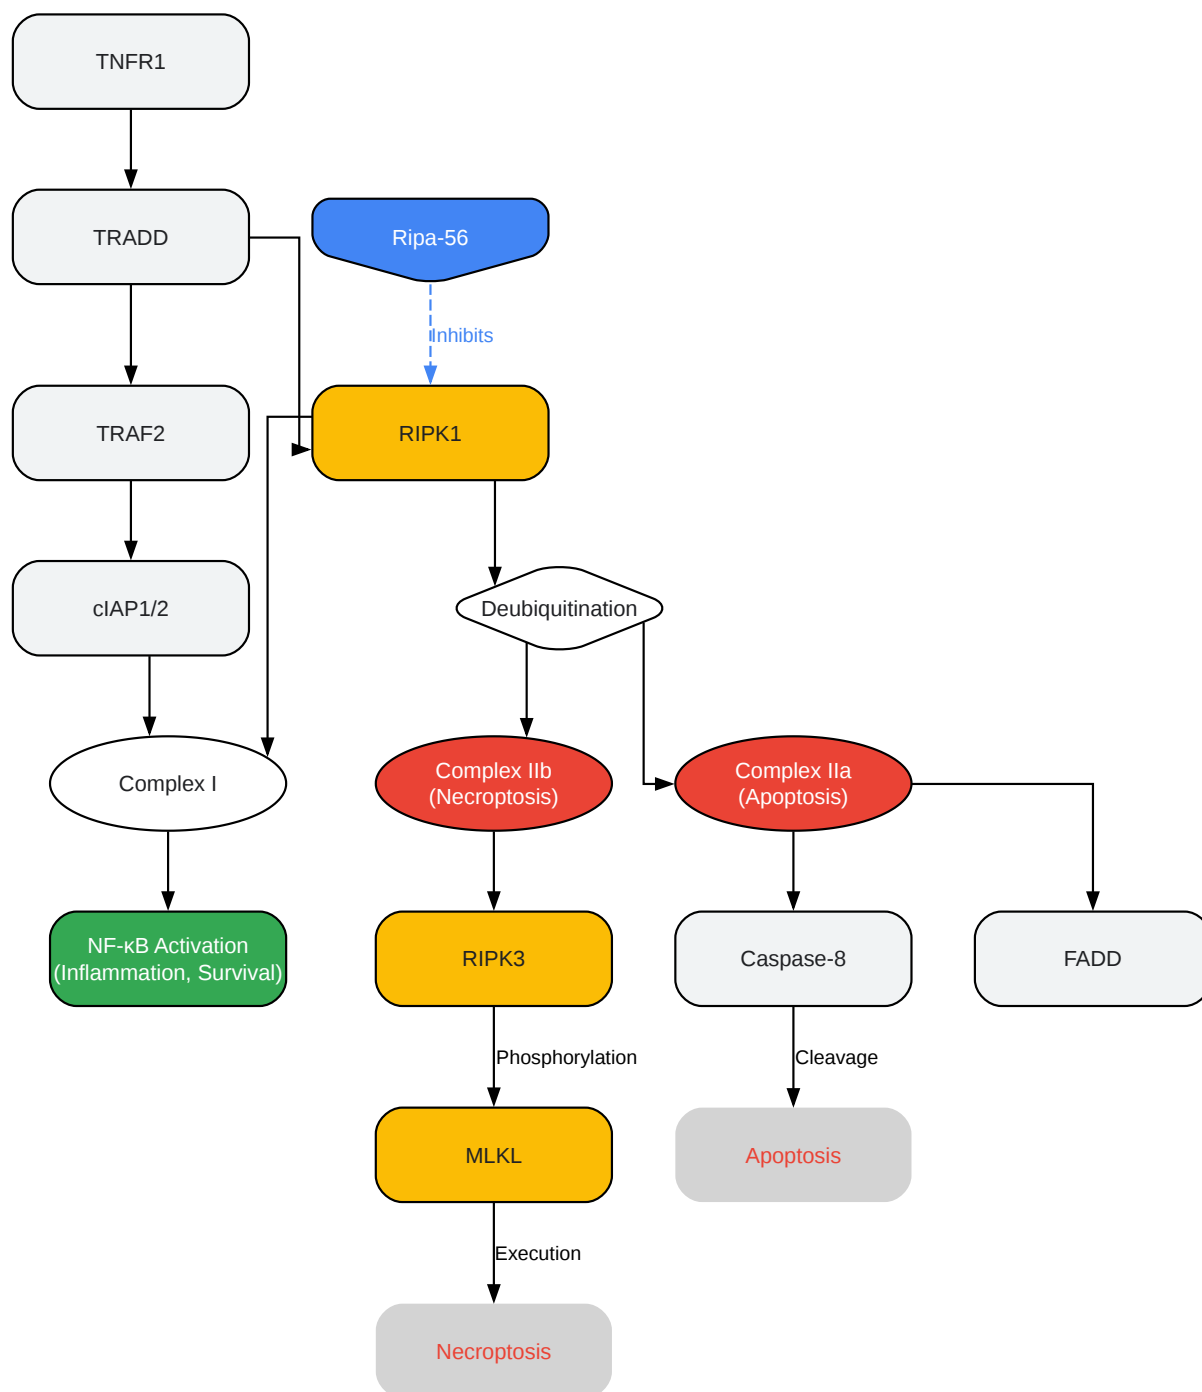 TNFR1
TRADD
Ripa-56
Inhibits
TRAF2
RIPK1
cIAP1/2
Deubiquitination
Complex I
Complex IIb
(Necroptosis)
Complex IIa
(Apoptosis)
NF-κB Activation
(Inflammation, Survival)
RIPK3
Caspase-8
FADD
Phosphorylation
Cleavage
MLKL
Apoptosis
Execution
Necroptosis